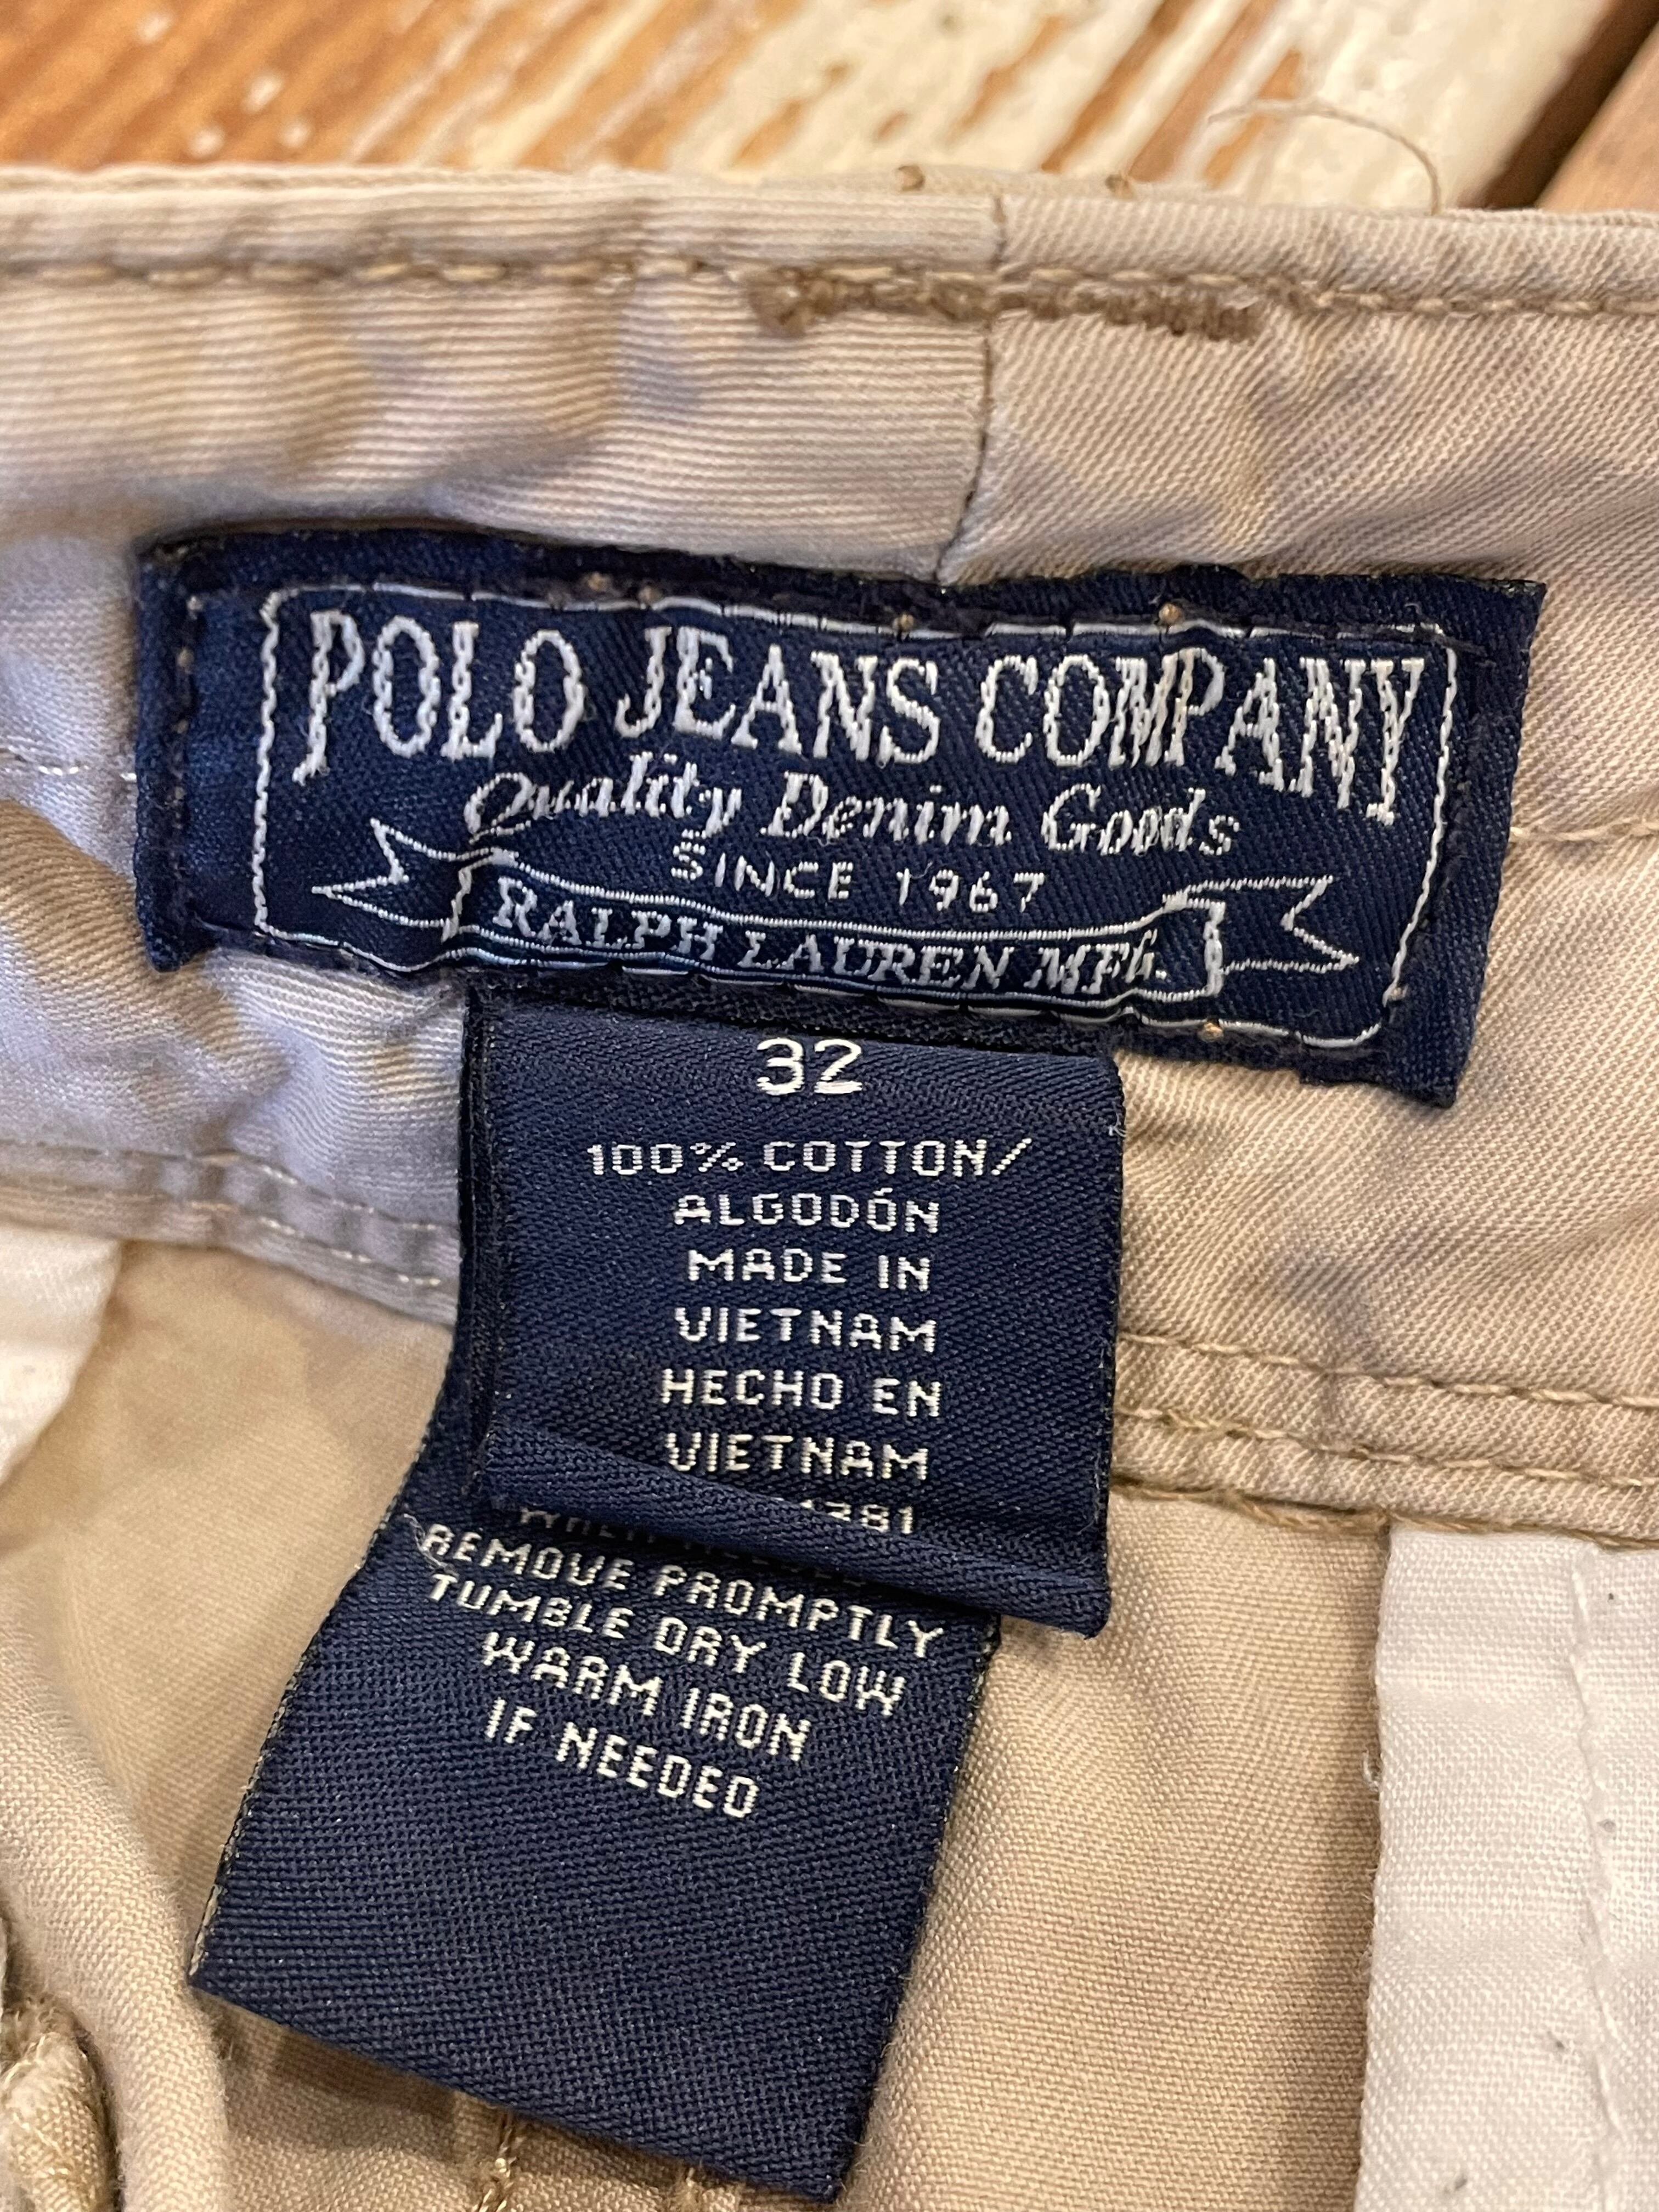 POLO JEANS COMPANY
Quality Denim Goods
SINCE 1967
RALPH LAUREN MFG.
32
100% COTTON/
ALGODÓN
MADE IN
VIETNAM
HECHO EN
VIETNAM
REMOVE PROMPTLY
TUMBLE DRY LOW
WARM IRON
IF NEEDED